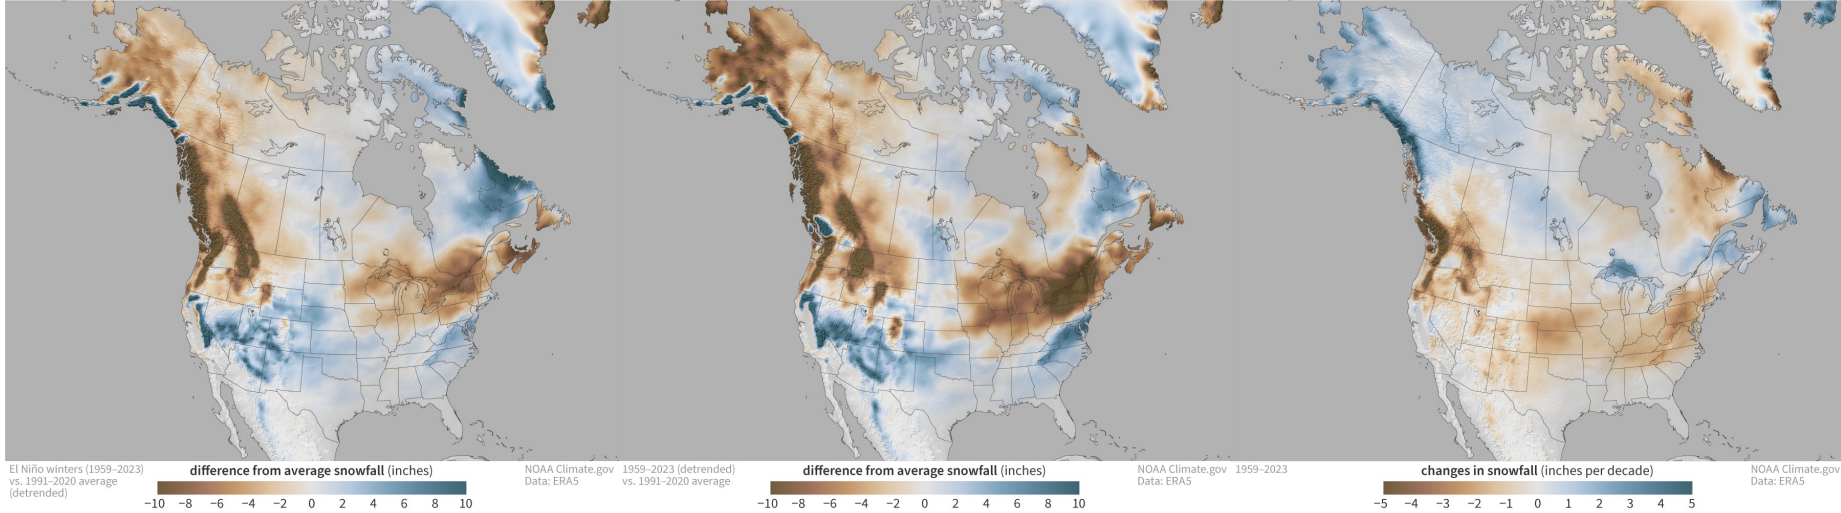 El Niño winters (1959–2023)
vs. 1991–2020 average
(detrended)
difference from average snowfall (inches)
−10 −8 −6 −4 −2 0 2 4 6 8 10
NOAA Climate.gov
Data: ERA5
1959–2023 (detrended)
vs. 1991–2020 average
difference from average snowfall (inches)
−10 −8 −6 −4 −2 0 2 4 6 8 10
NOAA Climate.gov
Data: ERA5
1959–2023
changes in snowfall (inches per decade)
−5 −4 −3 −2 −1 0 1 2 3 4 5
NOAA Climate.gov
Data: ERA5